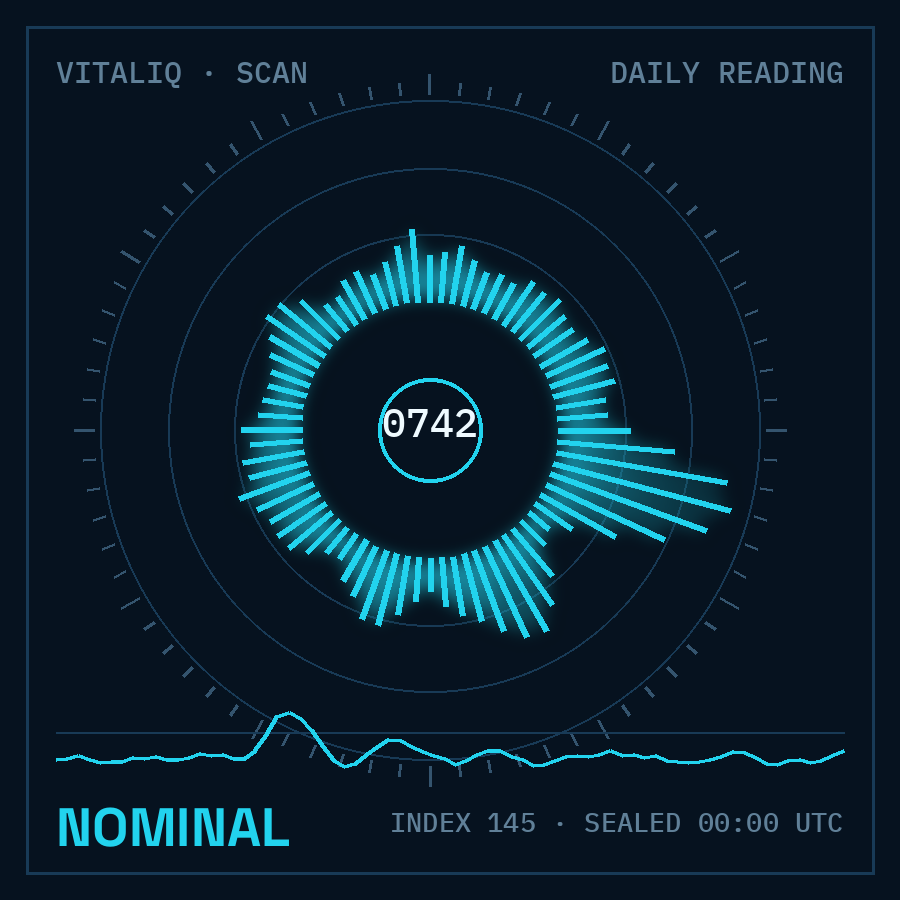 VITALIQ · SCAN
DAILY READING
0742
NOMINAL
INDEX 145 · SEALED 00:00 UTC